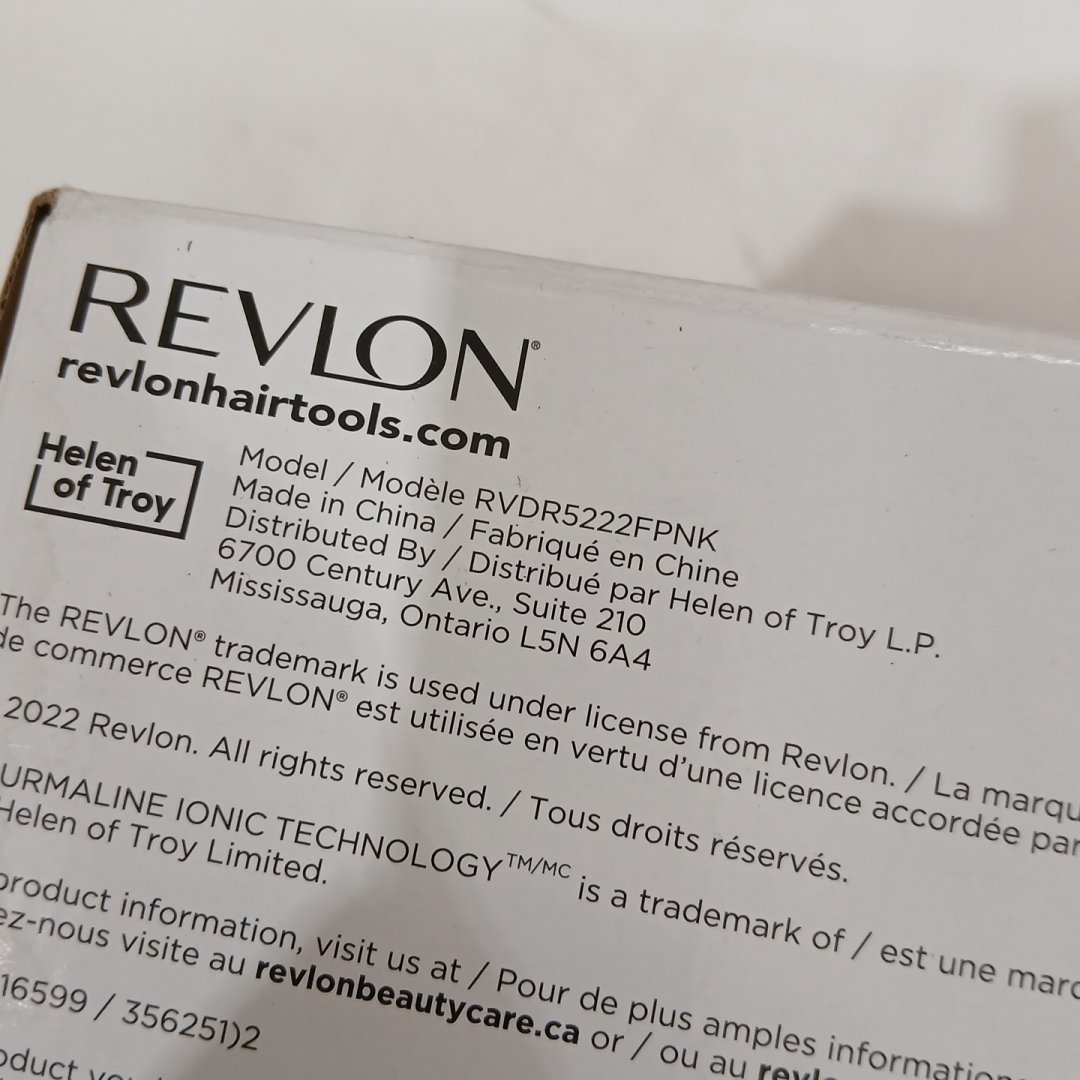 REVLON®
revlonhairtools.com
Helen
of Troy
Model / Modèle RVDR5222FPNK
Made in China / Fabriqué en Chine
Distributed By / Distribué par Helen of Troy L.P.
6700 Century Ave., Suite 210
Mississauga, Ontario L5N 6A4
The REVLON® trademark is used under license from Revlon. / La marqu
de commerce REVLON® est utilisée en vertu d'une licence accordée par
2022 Revlon. All rights reserved. / Tous droits réservés.
URMALINE IONIC TECHNOLOGY™/MC is a trademark of / est une marq
Helen of Troy Limited.
product information, visit us at / Pour de plus amples information
ez-nous visite au revlonbeautycare.ca or / ou au revl
16599 / 356251)2
oduct